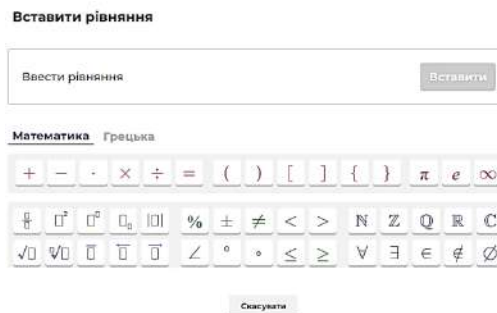 Вставити рівняння
Ввести рівняння Вставити
Математика Грецька
+ − · × ÷ = ( ) [ ] { } π e ∞
% ± ≠ < > ℕ ℤ ℚ ℝ ℂ
∠ ° ∘ ≤ ≥ ∀ ∃ ∈ ∉ ∅
Скасувати